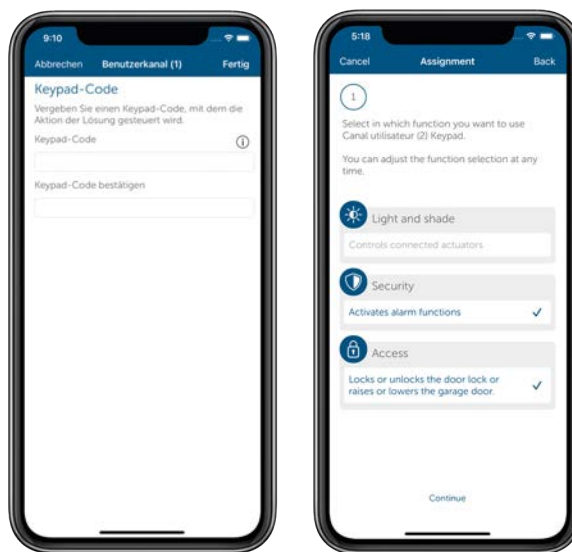 9:10
Abbrechen Benutzerkanal (1) Fertig
Keypad-Code
Vergeben Sie einen Keypad-Code, mit dem die
Aktion der Lösung gesteuert wird.
Keypad-Code
Keypad-Code bestätigen
5:18
Cancel Assignment Back
1
Select in which function you want to use
Canal utilisateur (2) Keypad.
You can adjust the function selection at any
time.
Light and shade
Controls connected actuators
Security
Activates alarm functions
Access
Locks or unlocks the door lock or
raises or lowers the garage door.
Continue